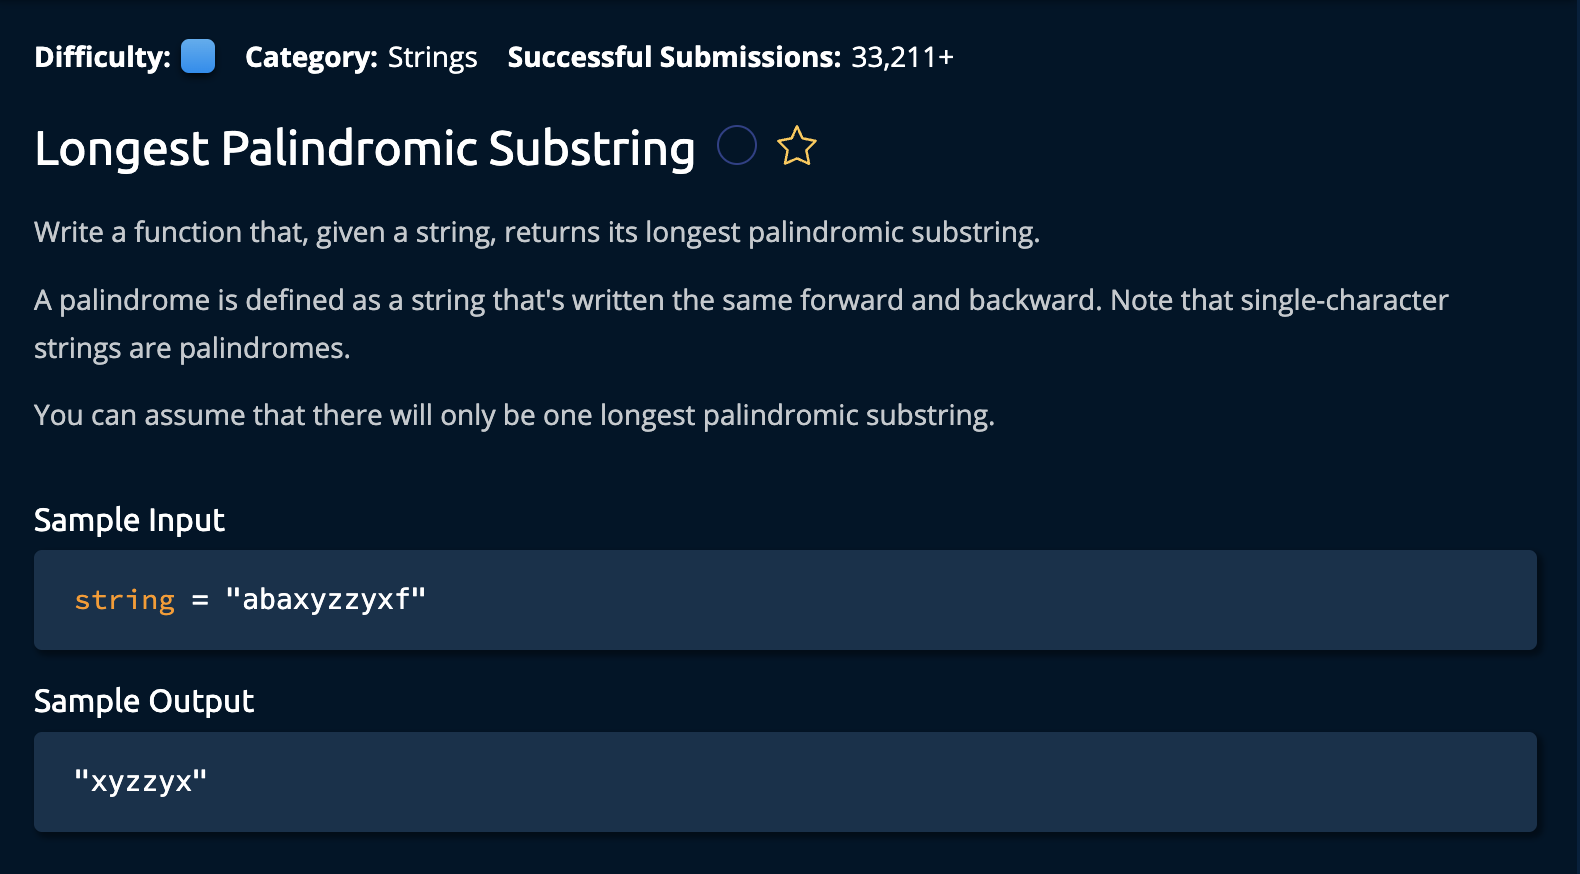 Difficulty: Category: Strings Successful Submissions: 33,211+
Longest Palindromic Substring
Write a function that, given a string, returns its longest palindromic substring.
A palindrome is defined as a string that's written the same forward and backward. Note that single-character
strings are palindromes.
You can assume that there will only be one longest palindromic substring.
Sample Input
string = "abaxyzzyxf"
Sample Output
"xyzzyx"